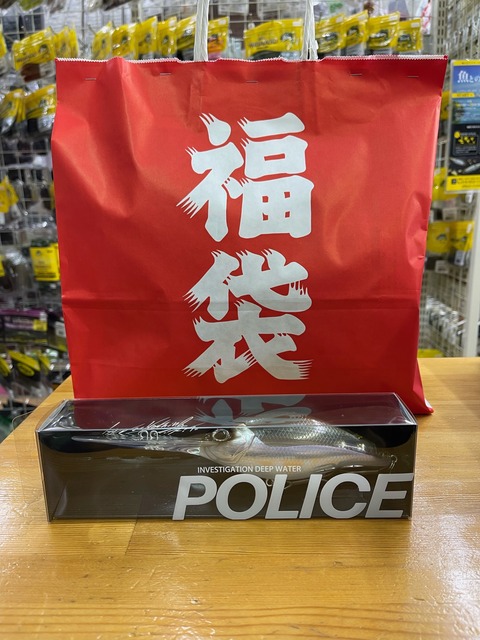 福
袋
INVESTIGATION DEEP WATER
POLICE